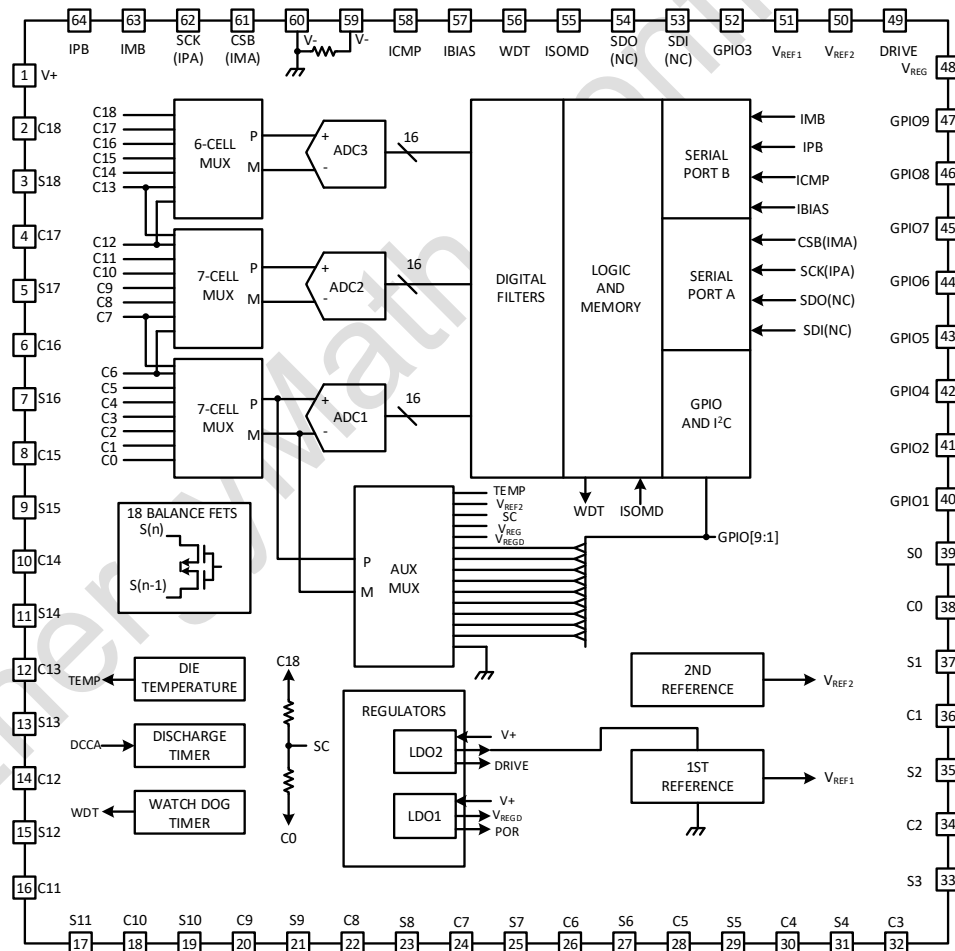 64 63 62 61 60 59 58 57 56 55 54 53 52 51 50 49
IPB IMB SCK (IPA) CSB (IMA) V- V- ICMP IBIAS WDT ISOMD SDO (NC) SDI (NC) GPIO3 VREF1 VREF2 DRIVE
1 V+
2 C18
3 S18
4 C17
5 S17
6 C16
7 S16
8 C15
9 S15
10 C14
11 S14
12 C13
13 S13
14 C12
15 S12
16 C11
C18
C17
C16
C15
C14
C13
6-CELL MUX
P
M
+
-
ADC3
16
C12
C11
C10
C9
C8
C7
7-CELL MUX
P
M
+
-
ADC2
16
C6
C5
C4
C3
C2
C1
C0
7-CELL MUX
P
M
+
-
ADC1
16
DIGITAL FILTERS
LOGIC AND MEMORY
SERIAL PORT B
SERIAL PORT A
GPIO AND I²C
IMB
IPB
ICMP
IBIAS
CSB(IMA)
SCK(IPA)
SDO(NC)
SDI(NC)
WDT
ISOMD
GPIO[9:1]
18 BALANCE FETS
S(n)
S(n-1)
P
M
AUX MUX
TEMP
VREF2
SC
VREG
VREGD
TEMP
DIE TEMPERATURE
DCCA
DISCHARGE TIMER
WDT
WATCH DOG TIMER
C18
SC
C0
REGULATORS
LDO2
V+
DRIVE
LDO1
V+
VREGD
POR
2ND REFERENCE
VREF2
1ST REFERENCE
VREF1
VREG 48
GPIO9 47
GPIO8 46
GPIO7 45
GPIO6 44
GPIO5 43
GPIO4 42
GPIO2 41
GPIO1 40
S0 39
C0 38
S1 37
C1 36
S2 35
C2 34
S3 33
S11 C10 S10 C9 S9 C8 S8 C7 S7 C6 S6 C5 S5 C4 S4 C3
17 18 19 20 21 22 23 24 25 26 27 28 29 30 31 32